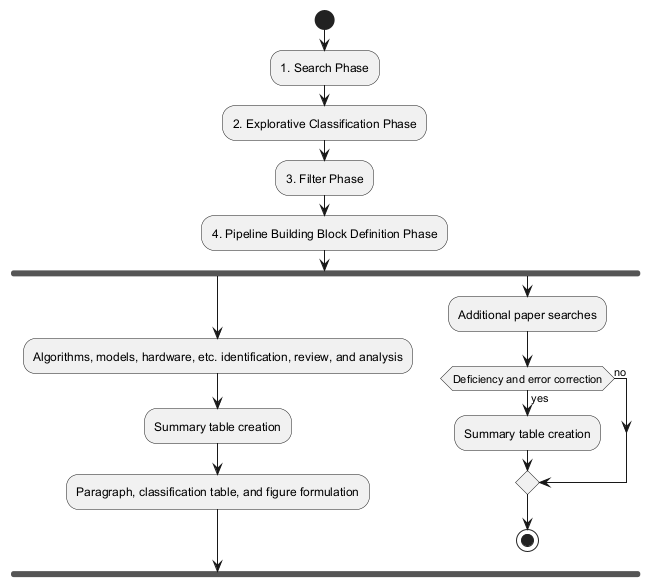 1. Search Phase
2. Explorative Classification Phase
3. Filter Phase
4. Pipeline Building Block Definition Phase
Algorithms, models, hardware, etc. identification, review, and analysis
Summary table creation
Paragraph, classification table, and figure formulation
Additional paper searches
Deficiency and error correction
no
yes
Summary table creation